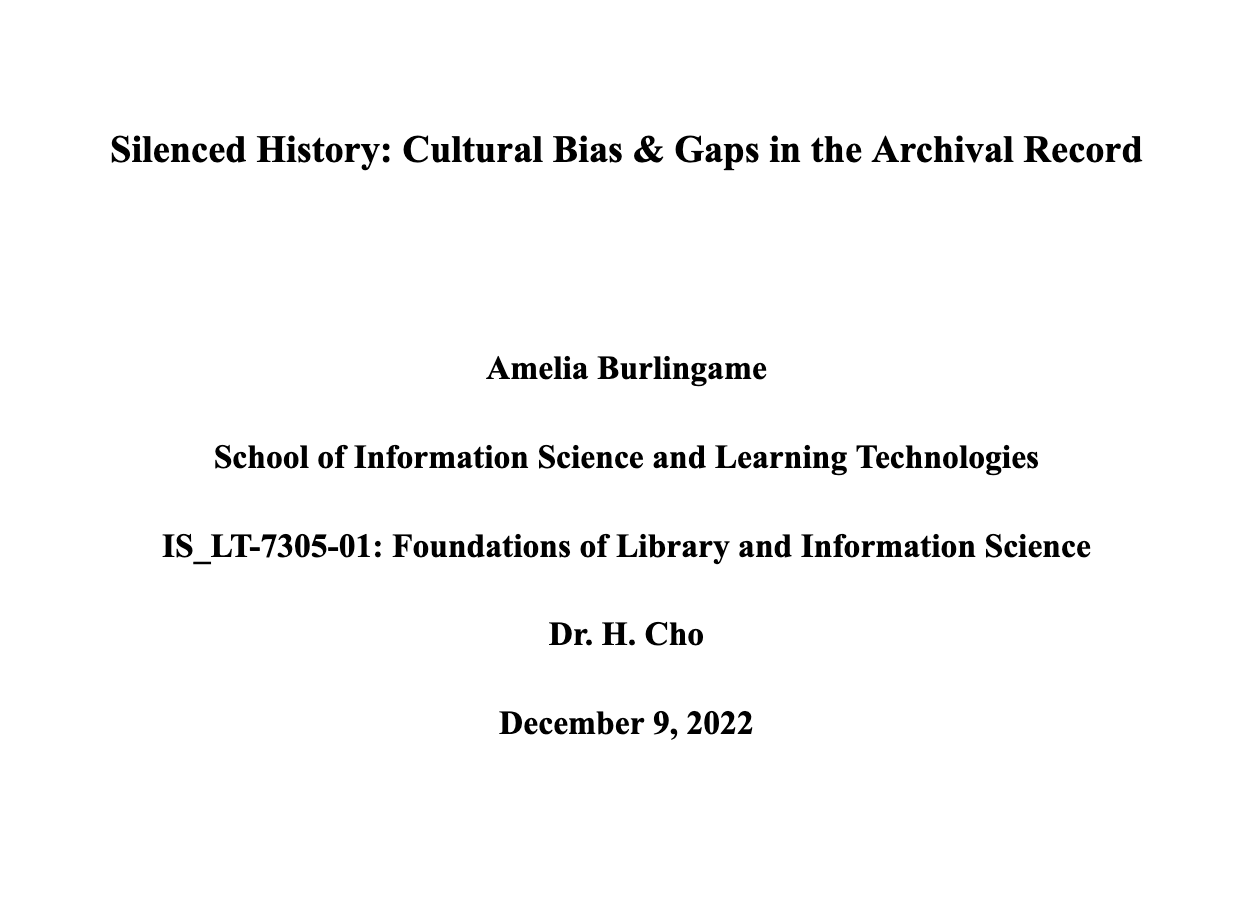 Silenced History: Cultural Bias & Gaps in the Archival Record
Amelia Burlingame
School of Information Science and Learning Technologies
IS_LT-7305-01: Foundations of Library and Information Science
Dr. H. Cho
December 9, 2022